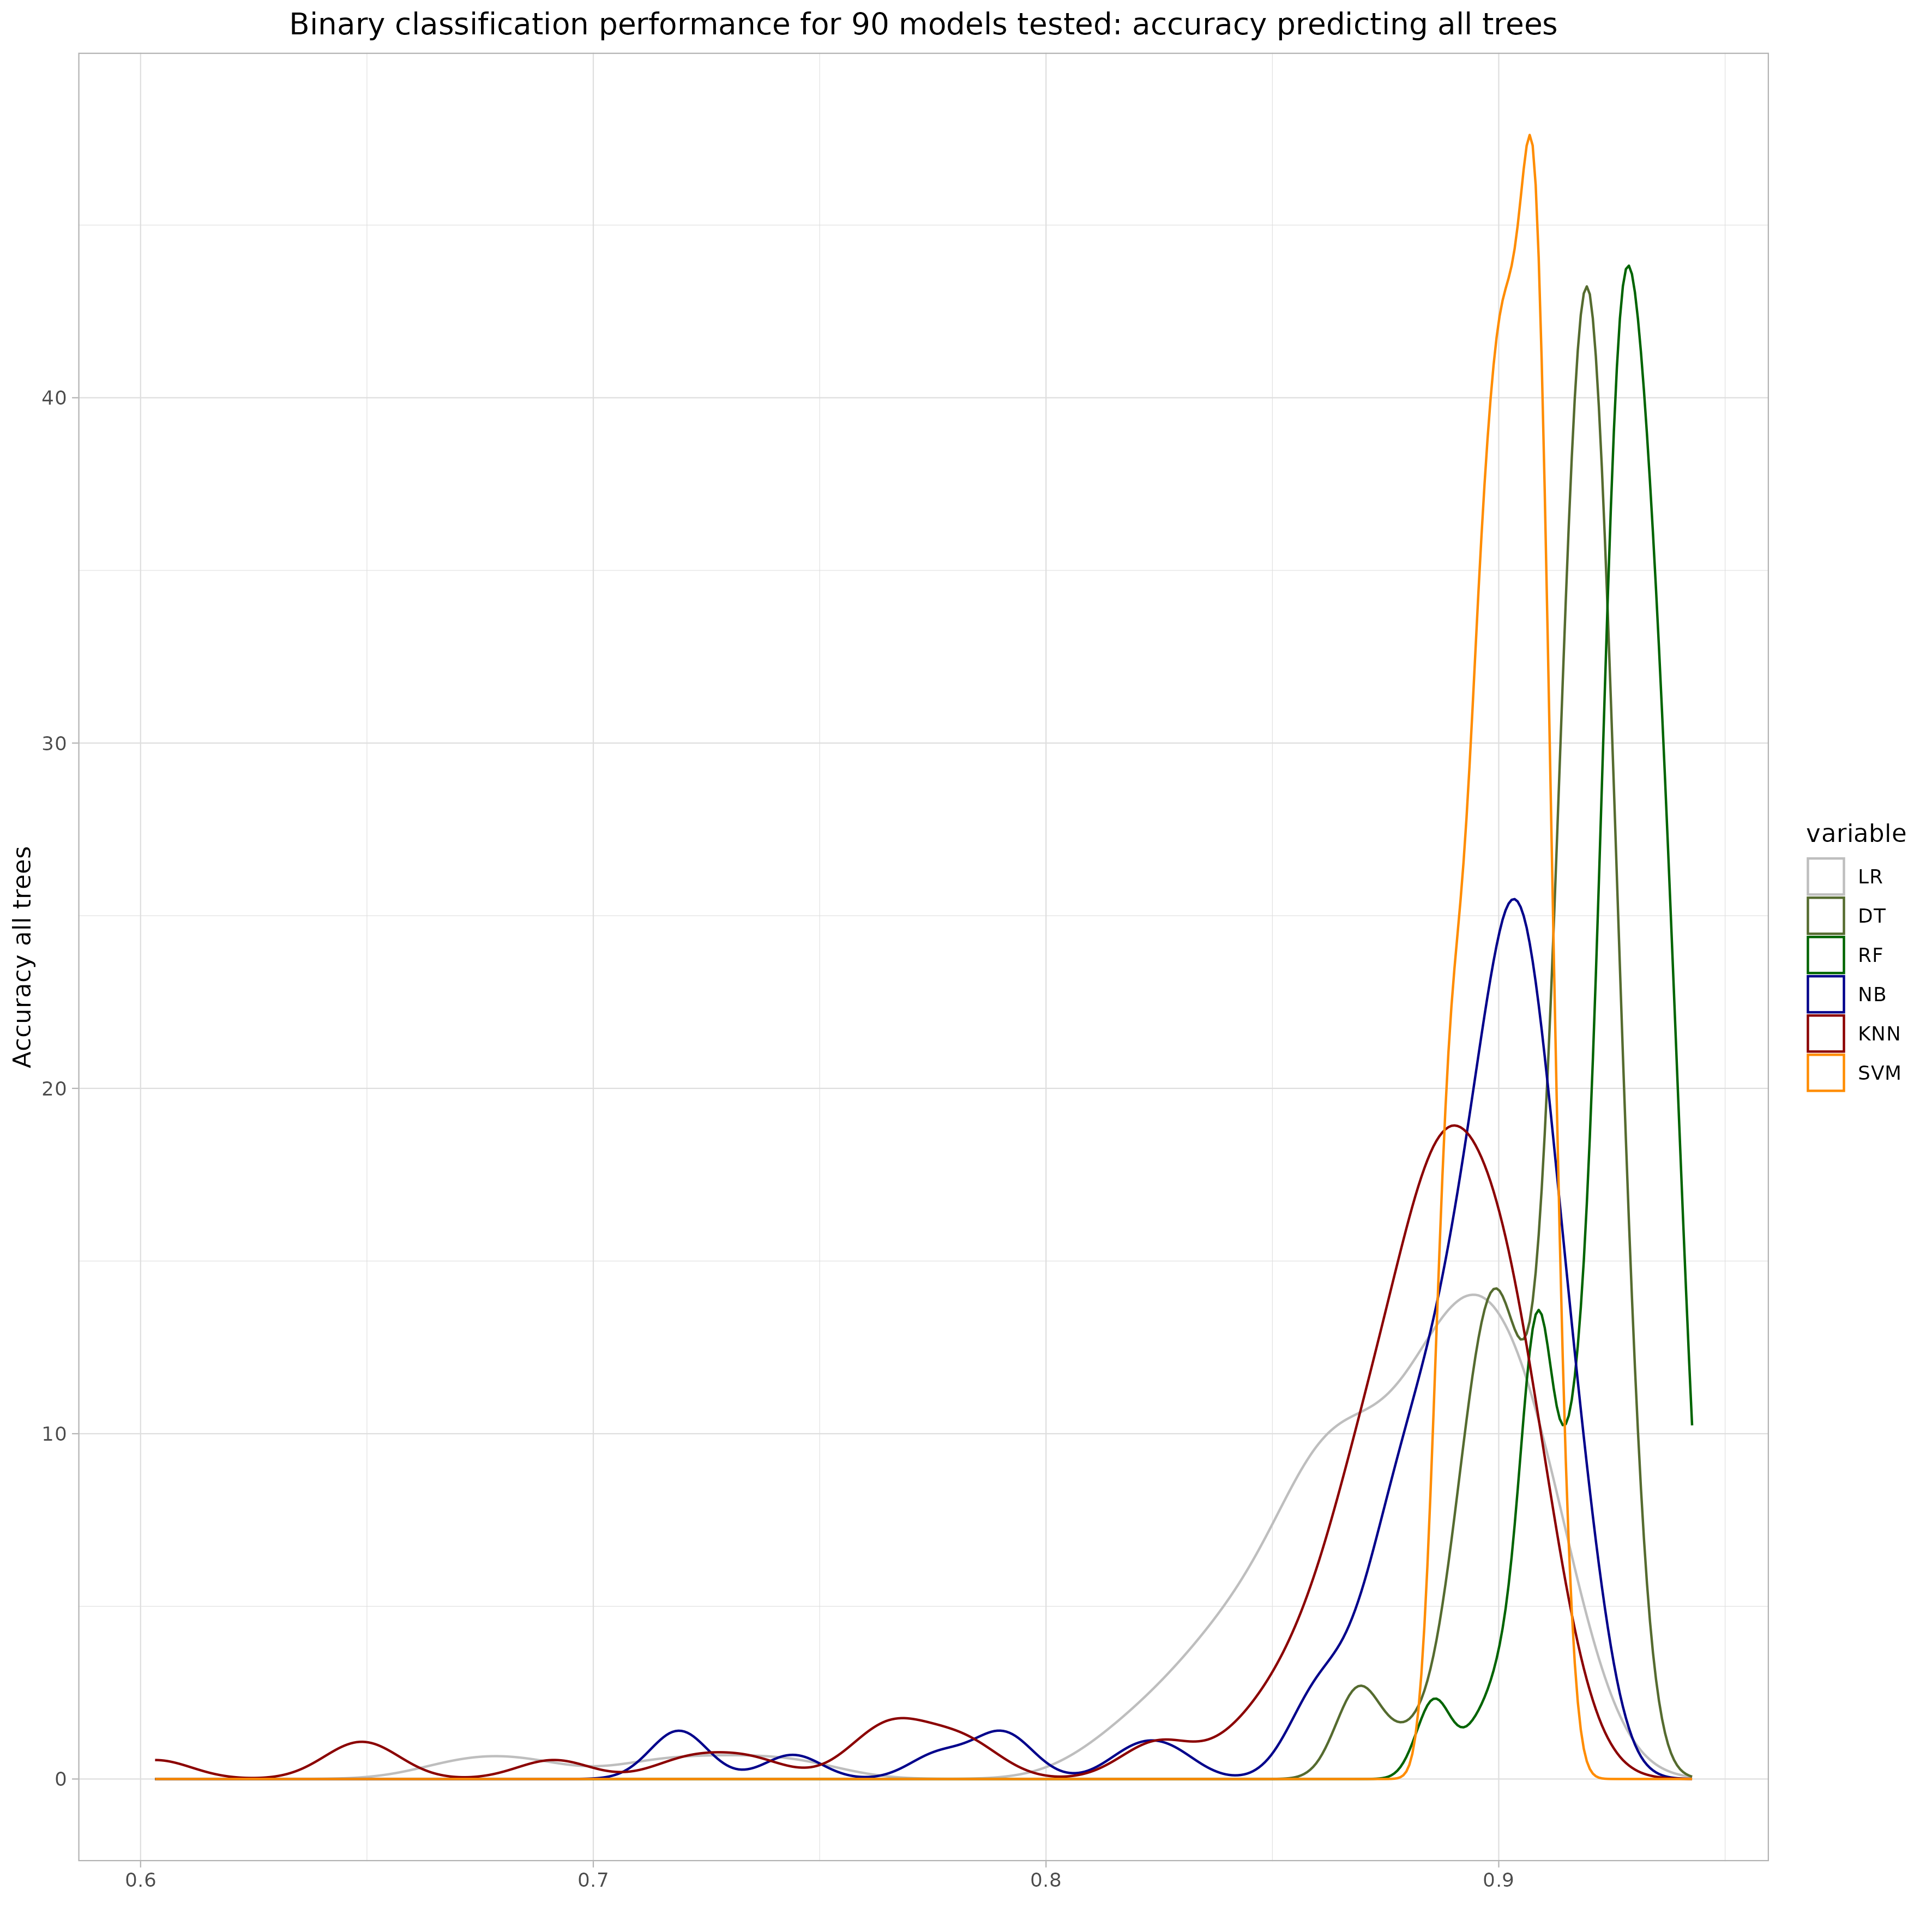 Binary classification performance for 90 models tested: accuracy predicting all trees
Accuracy all trees
40
30
20
10
0
0.6
0.7
0.8
0.9
variable
LR
DT
RF
NB
KNN
SVM